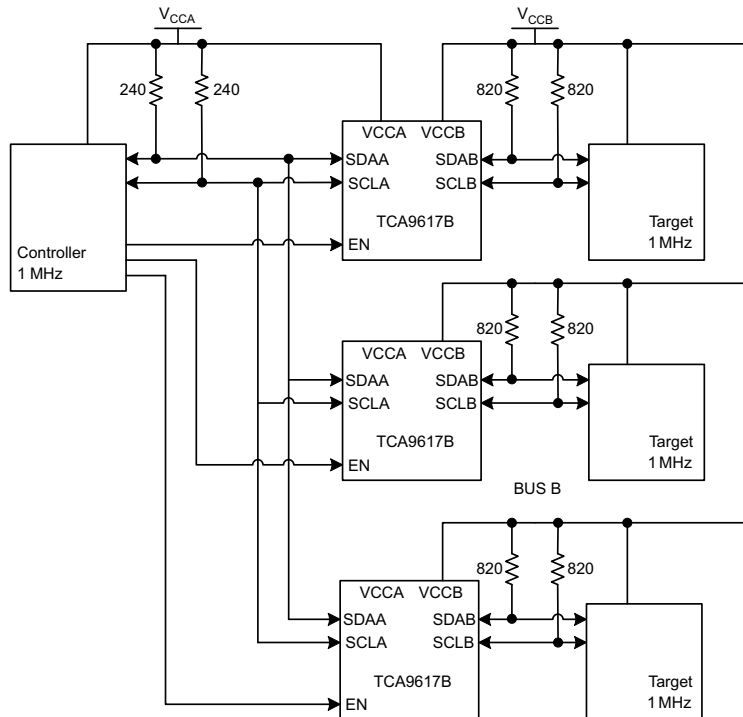 VCCA
VCCB
240
240
820
820
VCCA VCCB
SDAA SDAB
SCLA SCLB
TCA9617B
EN
Controller
1 MHz
Target
1 MHz
820
820
VCCA VCCB
SDAA SDAB
SCLA SCLB
TCA9617B
EN
Target
1 MHz
BUS B
820
820
VCCA VCCB
SDAA SDAB
SCLA SCLB
TCA9617B
EN
Target
1 MHz